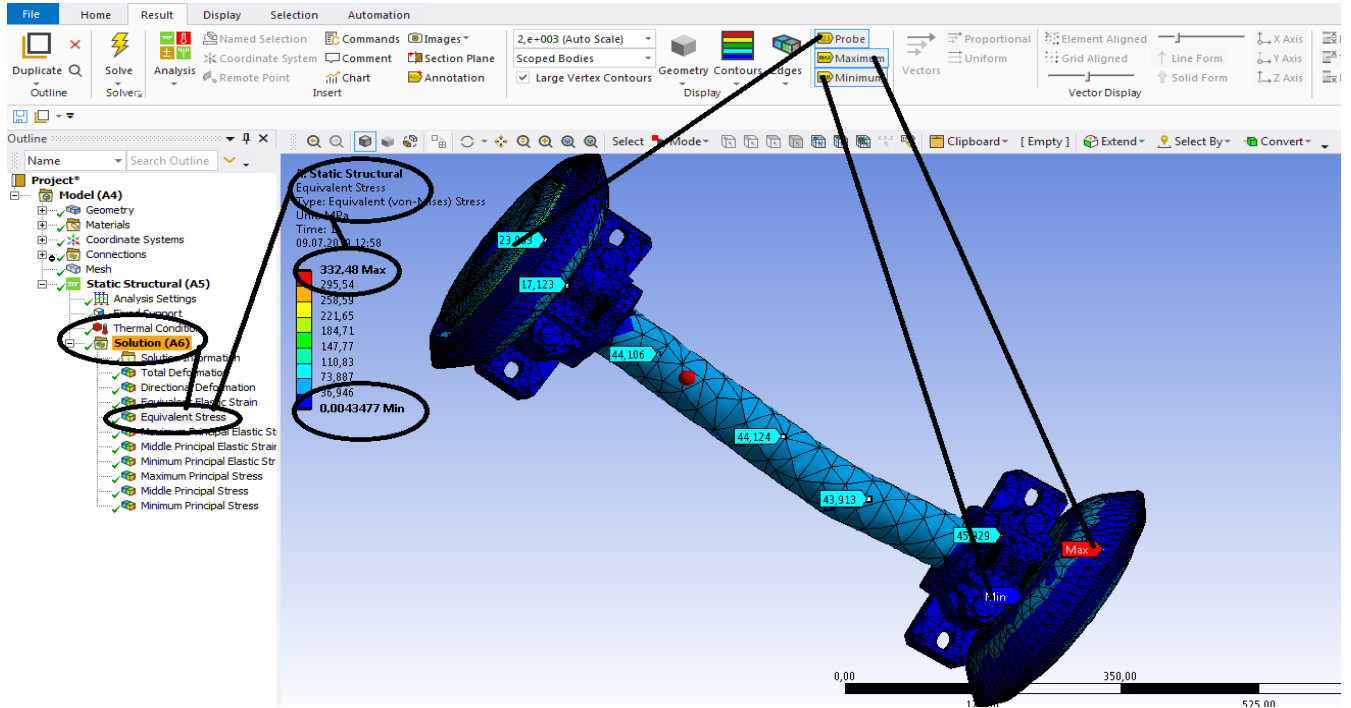 File Home Result Display Selection Automation
Named Selection Commands Images 2,e+003 (Auto Scale) Probe Proportional Element Aligned X Axis
Duplicate Q Solve Analysis Coordinate System Comment Section Plane Scoped Bodies Geometry Contours Edges Maximum Vectors Uniform Grid Aligned Line Form Y Axis
Remote Point Chart Annotation Large Vertex Contours Minimum Solid Form Z Axis
Outline Solver Insert Display Vector Display
Outline
Name Search Outline
Select Mode Clipboard [ Empty ] Extend Select By Convert
Project*
Model (A4)
Geometry
Materials
Coordinate Systems
Connections
Mesh
Static Structural (A5)
Analysis Settings
Fixed Support
Thermal Condition
Solution (A6)
Solution Information
Total Deformation
Directional Deformation
Equivalent Elastic Strain
Equivalent Stress
Maximum Principal Elastic St
Middle Principal Elastic Strain
Minimum Principal Elastic Str
Maximum Principal Stress
Middle Principal Stress
Minimum Principal Stress
A: Static Structural
Equivalent Stress
Type: Equivalent (von-Mises) Stress
Unit: MPa
Time:
12:58
332,48 Max
295,54
258,59
221,65
184,71
147,77
110,83
73,887
36,946
0,0043477 Min
17,123
44,106
44,124
43,913
Max
Min
0,00 350,00
525,00